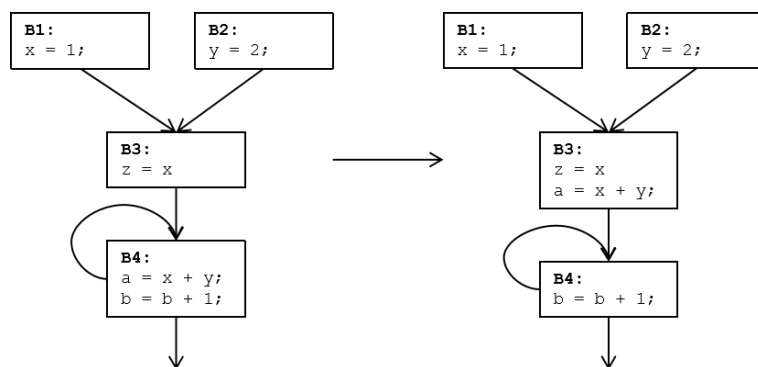 B1:
x = 1;
B2:
y = 2;
B3:
z = x
B4:
a = x + y;
b = b + 1;
B1:
x = 1;
B2:
y = 2;
B3:
z = x
a = x + y;
B4:
b = b + 1;